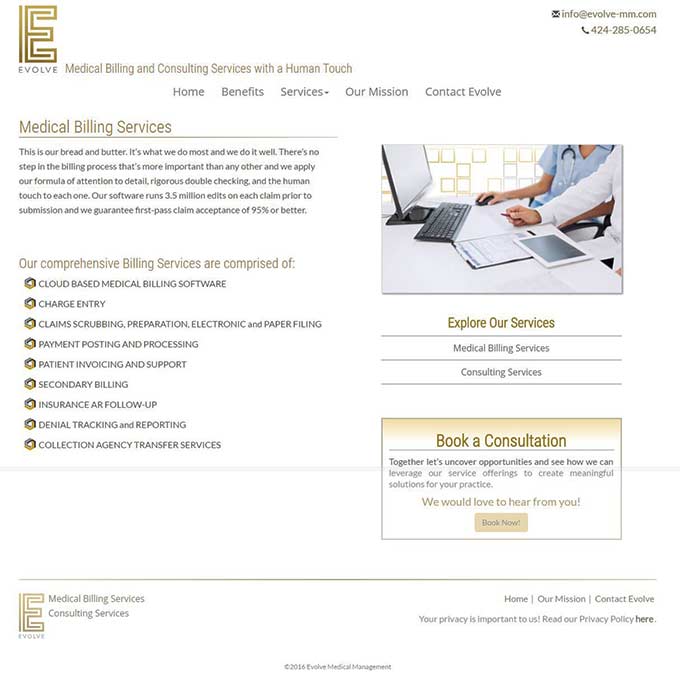 info@evolve-mm.com
424-285-0654
EVOLVE
Medical Billing and Consulting Services with a Human Touch
Home Benefits Services Our Mission Contact Evolve
Medical Billing Services
This is our bread and butter. It's what we do most and we do it well. There's no
step in the billing process that's more important than any other and we apply
our formula of attention to detail, rigorous double checking, and the human
touch to each one. Our software runs 3.5 million edits on each claim prior to
submission and we guarantee first-pass claim acceptance of 95% or better.
Our comprehensive Billing Services are comprised of:
CLOUD BASED MEDICAL BILLING SOFTWARE
CHARGE ENTRY
CLAIMS SCRUBBING, PREPARATION, ELECTRONIC and PAPER FILING
PAYMENT POSTING AND PROCESSING
PATIENT INVOICING AND SUPPORT
SECONDARY BILLING
INSURANCE AR FOLLOW-UP
DENIAL TRACKING and REPORTING
COLLECTION AGENCY TRANSFER SERVICES
Explore Our Services
Medical Billing Services
Consulting Services
Book a Consultation
Together let's uncover opportunities and see how we can
leverage our service offerings to create meaningful
solutions for your practice.
We would love to hear from you!
Book Now!
EVOLVE
Medical Billing Services
Consulting Services
Home | Our Mission | Contact Evolve
Your privacy is important to us! Read our Privacy Policy here.
©2016 Evolve Medical Management